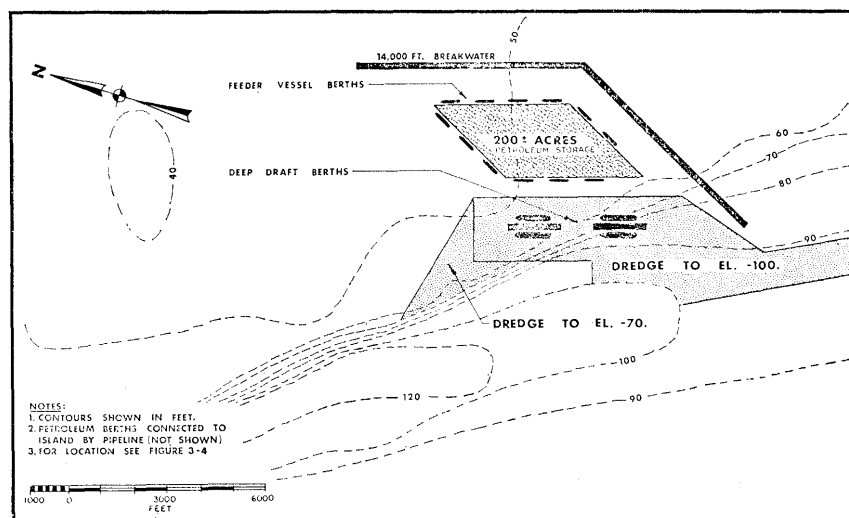 50
14,000 FT. BREAKWATER
N
FEEDER VESSEL BERTHS
200± ACRES
PETROLEUM STORAGE
60
70
DEEP DRAFT BERTHS
80
40
90
DREDGE TO EL. -100.
DREDGE TO EL. -70.
100
120
90
NOTES:
1. CONTOURS SHOWN IN FEET.
2. PETROLEUM BERTHS CONNECTED TO
ISLAND BY PIPELINE (NOT SHOWN)
3. FOR LOCATION SEE FIGURE 3-4
1000 0 3000 6000
FEET